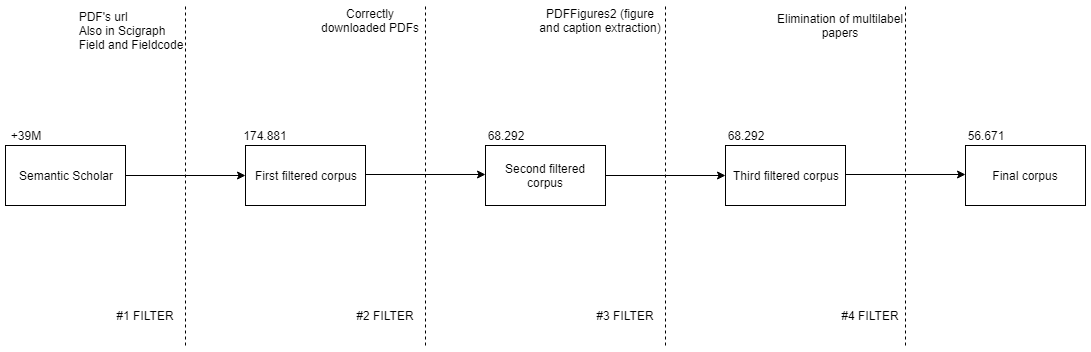 PDF's url
Also in Scigraph
Field and Fieldcode
Correctly
downloaded PDFs
PDFFigures2 (figure
and caption extraction)
Elimination of multilabel
papers
+39M
174.881
68.292
68.292
56.671
Semantic Scholar
First filtered corpus
Second filtered
corpus
Third filtered corpus
Final corpus
#1 FILTER
#2 FILTER
#3 FILTER
#4 FILTER